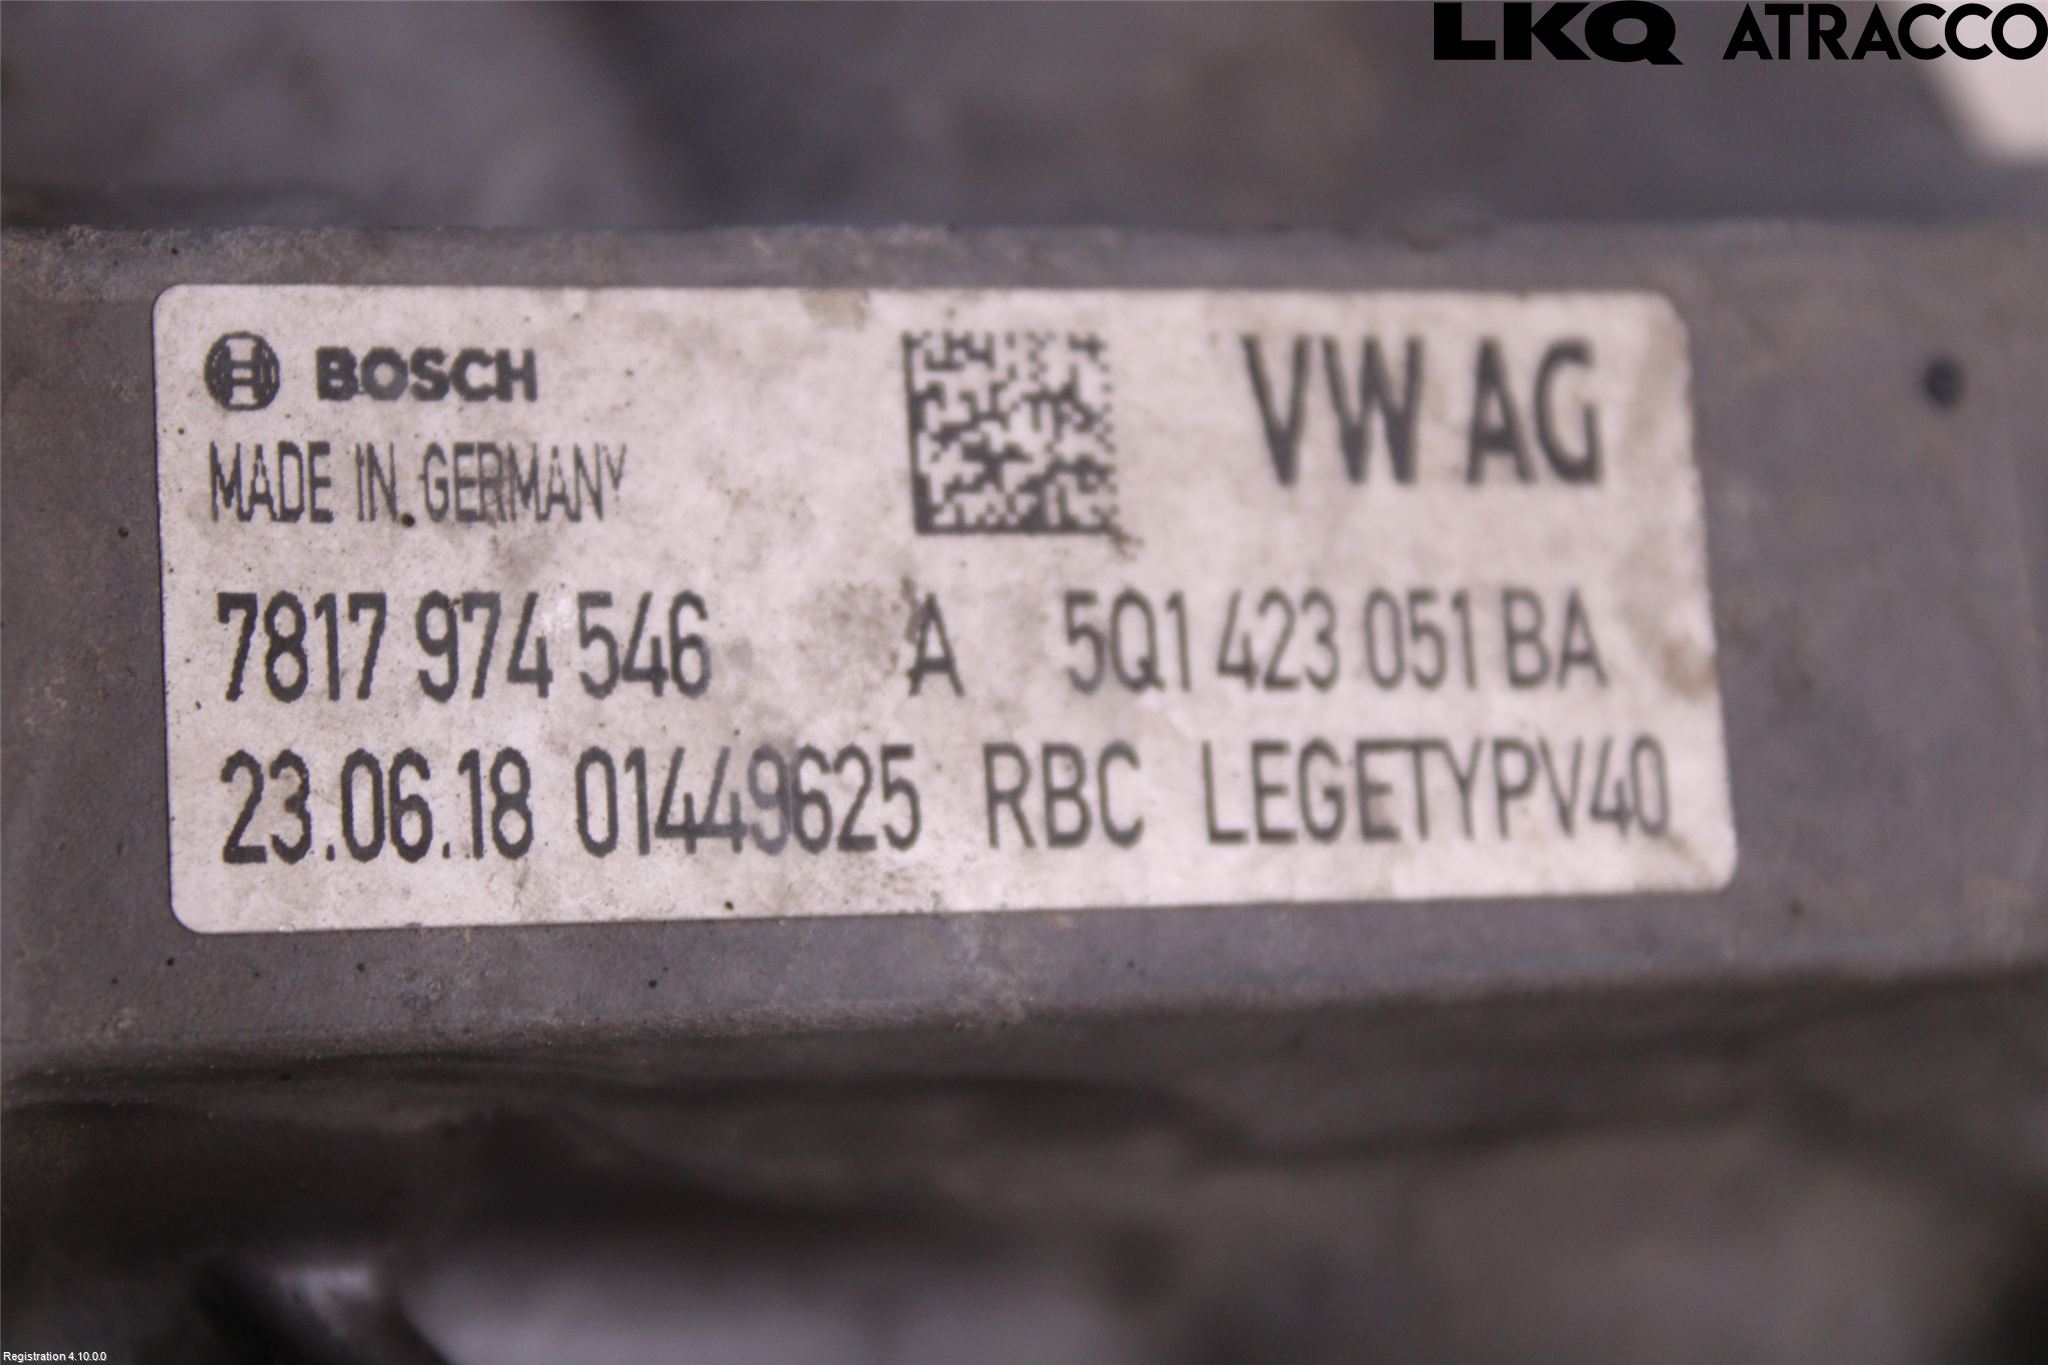 LKQ ATRACCO
BOSCH
VW AG
MADE IN GERMANY
7817 974 546 A 5Q1 423 051 BA
23.06.18 01449625 RBC LEGETYPV40
Registration 4.10.0.0